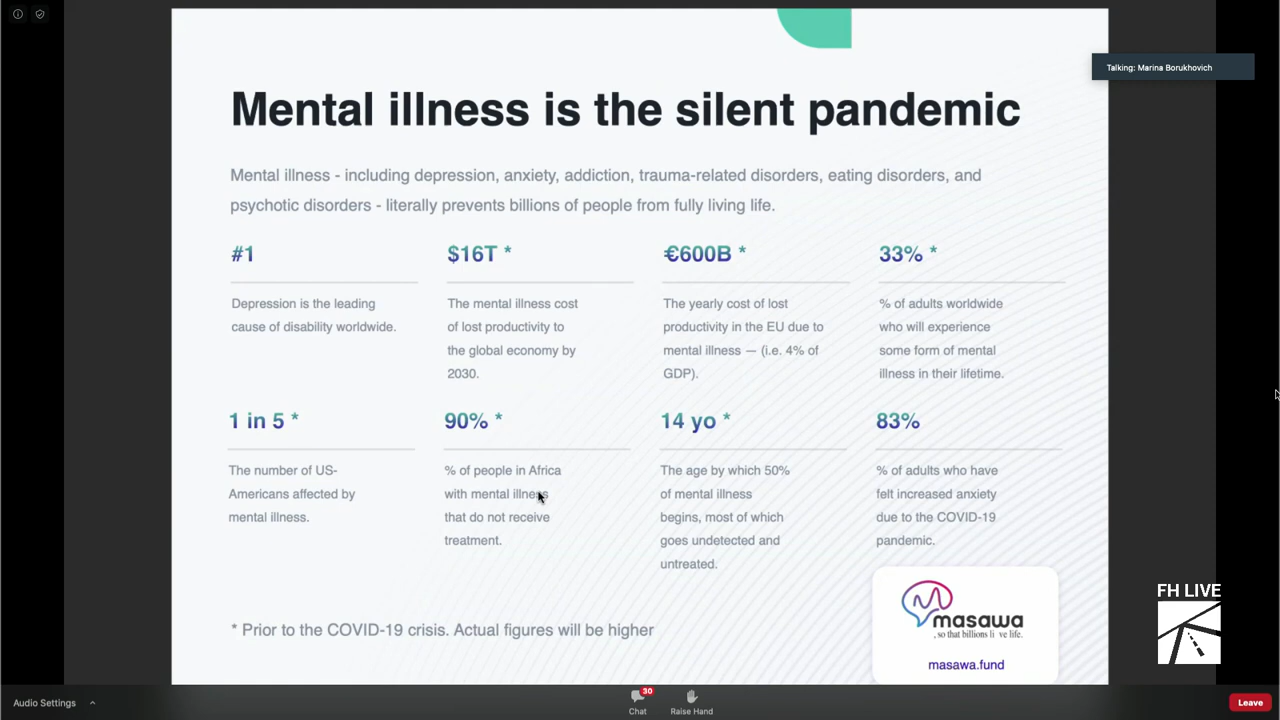 Talking: Marina Borukhovich
Mental illness is the silent pandemic
Mental illness - including depression, anxiety, addiction, trauma-related disorders, eating disorders, and
psychotic disorders - literally prevents billions of people from fully living life.
#1
Depression is the leading
cause of disability worldwide.
$16T *
The mental illness cost
of lost productivity to
the global economy by
2030.
€600B *
The yearly cost of lost
productivity in the EU due to
mental illness — (i.e. 4% of
GDP).
33% *
% of adults worldwide
who will experience
some form of mental
illness in their lifetime.
1 in 5 *
The number of US-
Americans affected by
mental illness.
90% *
% of people in Africa
with mental illness
that do not receive
treatment.
14 yo *
The age by which 50%
of mental illness
begins, most of which
goes undetected and
untreated.
83%
% of adults who have
felt increased anxiety
due to the COVID-19
pandemic.
* Prior to the COVID-19 crisis. Actual figures will be higher
masawa
, so that billions li ve life.
masawa.fund
FH LIVE
Audio Settings
30
Chat
Raise Hand
Leave